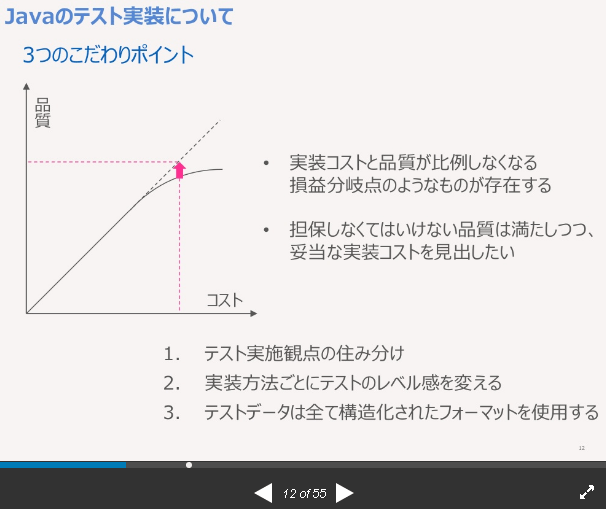 Javaのテスト実装について
3つのこだわりポイント
品
質
• 実装コストと品質が比例しなくなる
損益分岐点のようなものが存在する
• 担保しなくてはいけない品質は満たしつつ、
妥当な実装コストを見出したい
コスト
1. テスト実施観点の住み分け
2. 実装方法ごとにテストのレベル感を変える
3. テストデータは全て構造化されたフォーマットを使用する
12
12 of 55